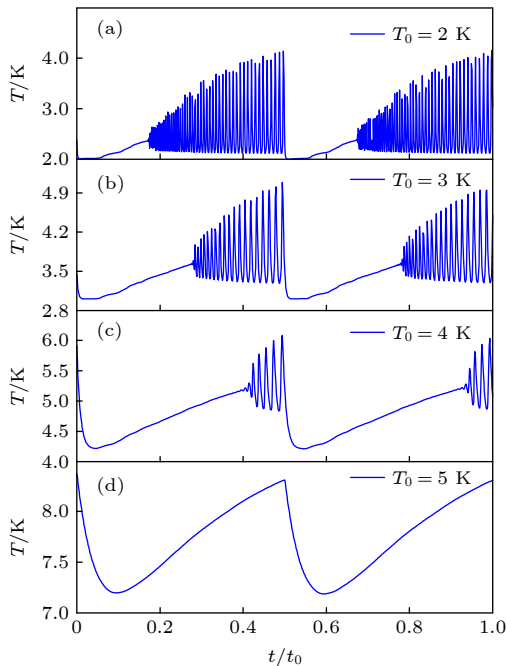 (a)
T₀ = 2 K
T/K
4.0
3.0
2.0
(b)
T₀ = 3 K
T/K
4.9
4.2
3.5
2.8
(c)
T₀ = 4 K
T/K
6.0
5.5
5.0
4.5
4.0
(d)
T₀ = 5 K
T/K
8.0
7.5
7.0
0 0.2 0.4 0.6 0.8 1.0
t/t₀